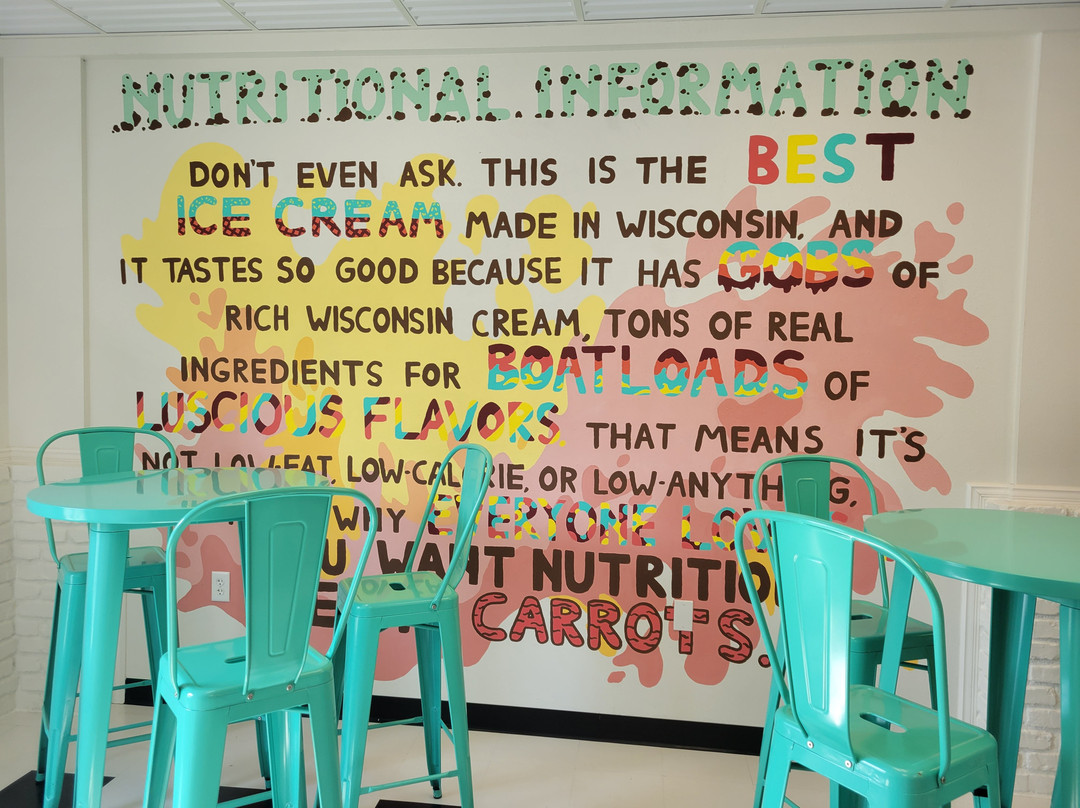 NUTRITIONAL INFORMATION
DON'T EVEN ASK. THIS IS THE BEST
ICE CREAM MADE IN WISCONSIN, AND
IT TASTES SO GOOD BECAUSE IT HAS GOBS OF
RICH WISCONSIN CREAM, TONS OF REAL
INGREDIENTS FOR BOATLOADS OF
LUSCIOUS FLAVORS. THAT MEANS IT'S
NOT LOW-FAT, LOW-CALORIE, OR LOW-ANYTHING,
WHY EVERYONE
WANT NUTRITION
CARROTS.